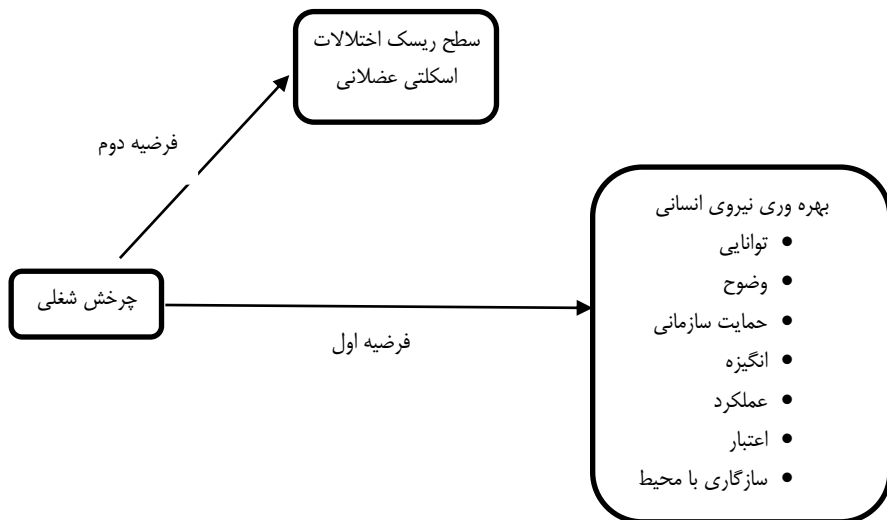 سطح ریسک اختلالات
اسکلتی عضلانی
فرضیه دوم
چرخش شغلی
فرضیه اول
بهره وری نیروی انسانی
• توانایی
• وضوح
• حمایت سازمانی
• انگیزه
• عملکرد
• اعتبار
• سازگاری با محیط